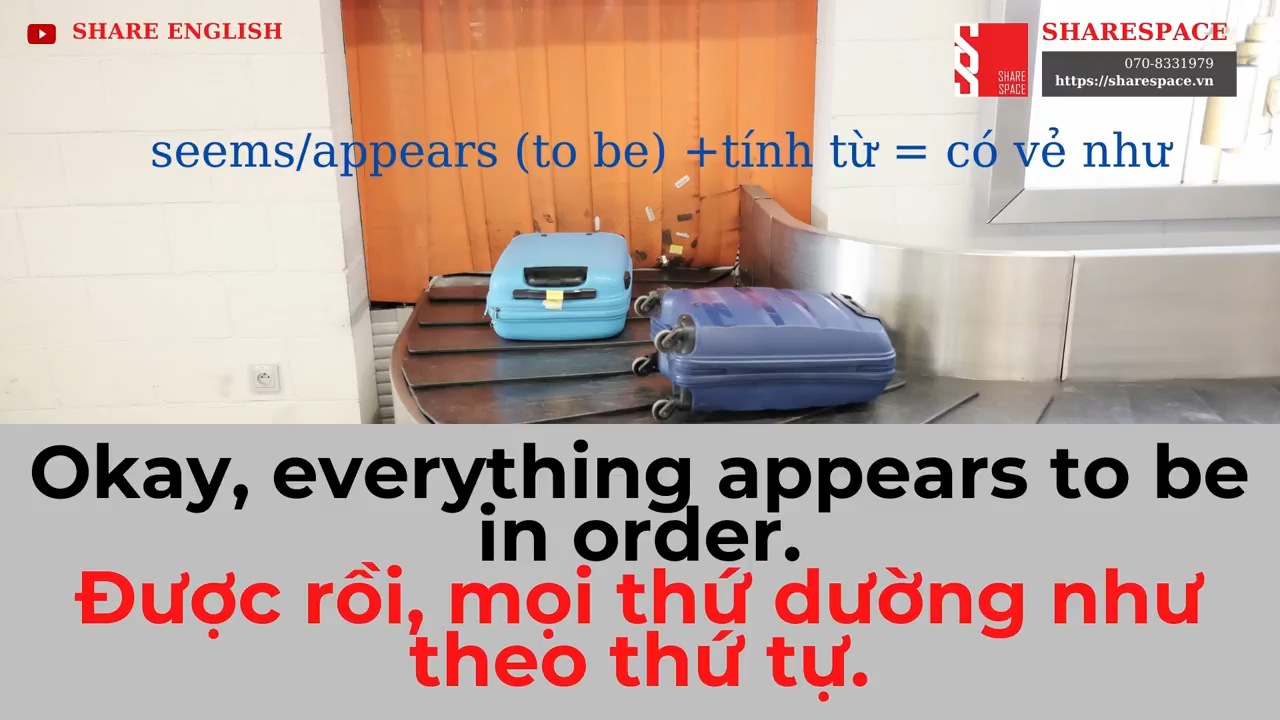 SHARE ENGLISH
SHARESPACE
070-8331979
https://sharespace.vn
SHARE
SPACE
seems/appears (to be) +tính từ = có vẻ như
Okay, everything appears to be
in order.
Được rồi, mọi thứ dường như
theo thứ tự.